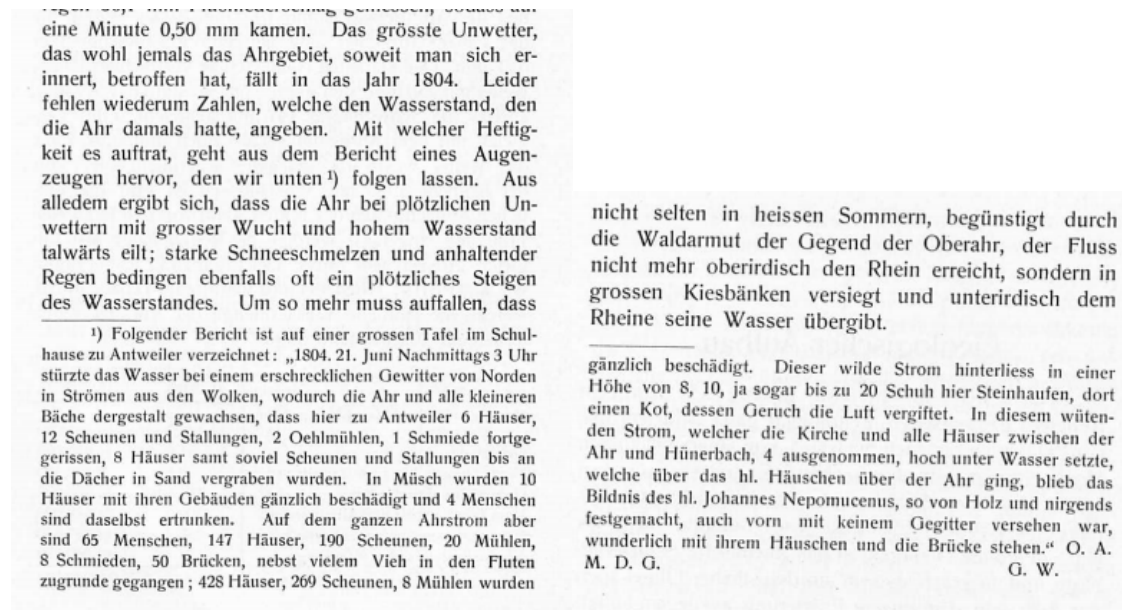 eine Minute 0,50 mm kamen. Das grösste Unwetter,
das wohl jemals das Ahrgebiet, soweit man sich er-
innert, betroffen hat, fällt in das Jahr 1804. Leider
fehlen wiederum Zahlen, welche den Wasserstand, den
die Ahr damals hatte, angeben. Mit welcher Heftig-
keit es auftrat, geht aus dem Bericht eines Augen-
zeugen hervor, den wir unten ¹) folgen lassen. Aus
alledem ergibt sich, dass die Ahr bei plötzlichen Un-
wettern mit grosser Wucht und hohem Wasserstand
talwärts eilt; starke Schneeschmelzen und anhaltender
Regen bedingen ebenfalls oft ein plötzliches Steigen
des Wasserstandes. Um so mehr muss auffallen, dass
¹) Folgender Bericht ist auf einer grossen Tafel im Schul-
hause zu Antweiler verzeichnet: „1804. 21. Juni Nachmittags 3 Uhr
stürzte das Wasser bei einem erschrecklichen Gewitter von Norden
in Strömen aus den Wolken, wodurch die Ahr und alle kleineren
Bäche dergestalt gewachsen, dass hier zu Antweiler 6 Häuser,
12 Scheunen und Stallungen, 2 Oehlmühlen, 1 Schmiede fortge-
gerissen, 8 Häuser samt soviel Scheunen und Stallungen bis an
die Dächer in Sand vergraben wurden. In Müsch wurden 10
Häuser mit ihren Gebäuden gänzlich beschädigt und 4 Menschen
sind daselbst ertrunken. Auf dem ganzen Ahrstrom aber
sind 65 Menschen, 147 Häuser, 190 Scheunen, 20 Mühlen,
8 Schmieden, 50 Brücken, nebst vielem Vieh in den Fluten
zugrunde gegangen; 428 Häuser, 269 Scheunen, 8 Mühlen wurden
nicht selten in heissen Sommern, begünstigt durch
die Waldarmut der Gegend der Oberahr, der Fluss
nicht mehr oberirdisch den Rhein erreicht, sondern in
grossen Kiesbänken versiegt und unterirdisch dem
Rheine seine Wasser übergibt.
gänzlich beschädigt. Dieser wilde Strom hinterliess in einer
Höhe von 8, 10, ja sogar bis zu 20 Schuh hier Steinhaufen, dort
einen Kot, dessen Geruch die Luft vergiftet. In diesem wüten-
den Strom, welcher die Kirche und alle Häuser zwischen der
Ahr und Hünerbach, 4 ausgenommen, hoch unter Wasser setzte,
welche über das hl. Häuschen über der Ahr ging, blieb das
Bildnis des hl. Johannes Nepomucenus, so von Holz und nirgends
festgemacht, auch vorn mit keinem Gegitter versehen war,
wunderlich mit ihrem Häuschen und die Brücke stehen.“ O. A.
M. D. G. G. W.